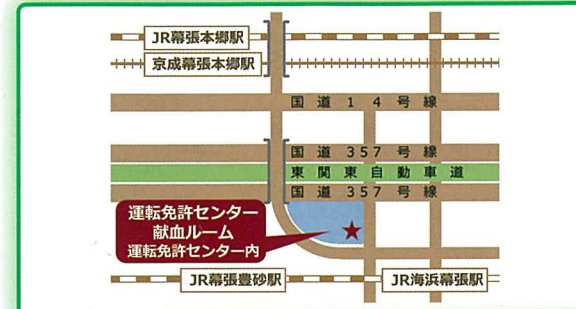 JR幕張本郷駅
京成幕張本郷駅
国道14号線
国道357号線
東関東自動車道
国道357号線
運転免許センター
献血ルーム
運転免許センター内
JR幕張豊砂駅
JR海浜幕張駅